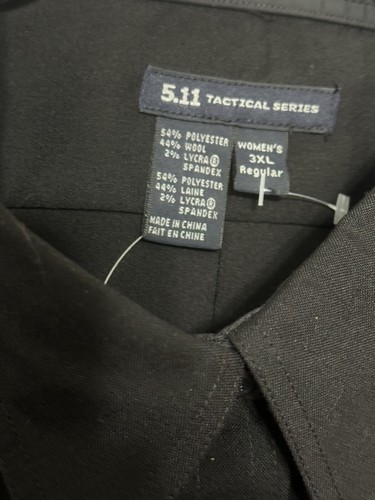 5.11 TACTICAL SERIES
54% POLYESTER
44% WOOL
2% LYCRA®
SPANDEX
54% POLYESTER
44% LAINE
2% LYCRA®
SPANDEX
MADE IN CHINA
FAIT EN CHINE
WOMEN'S
3XL
Regular